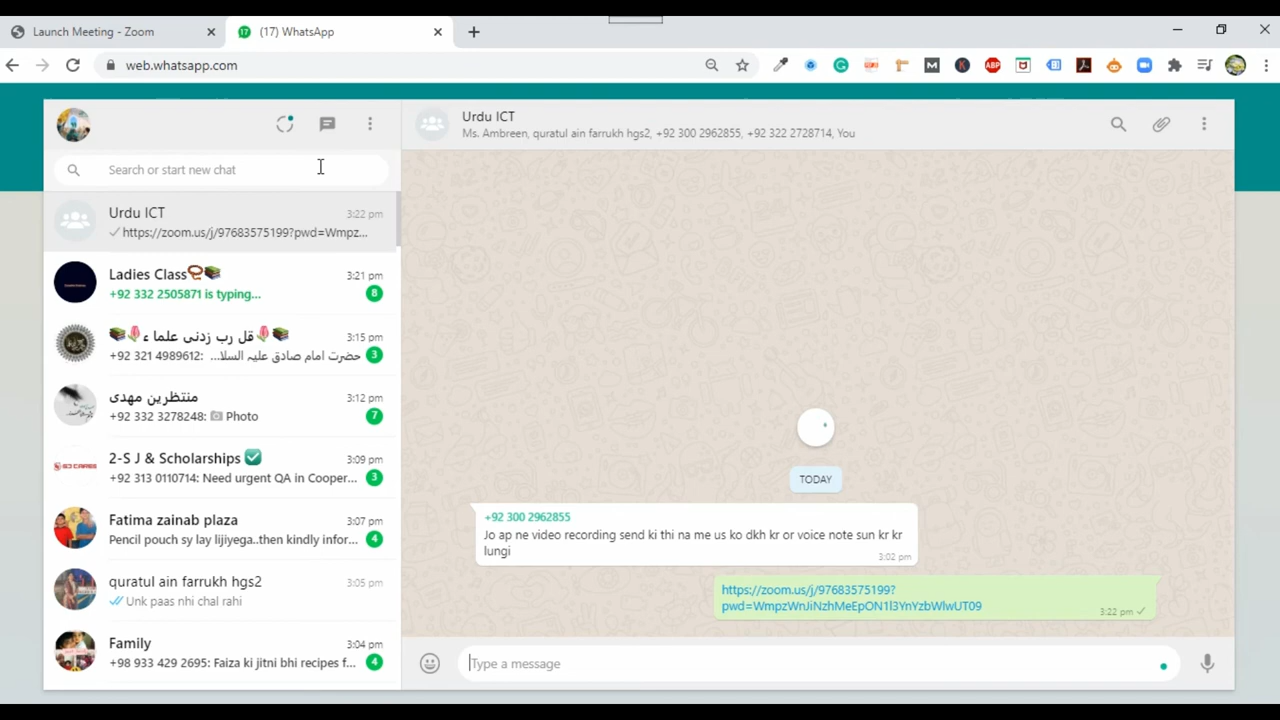 Launch Meeting - Zoom
(17) WhatsApp
web.whatsapp.com
Urdu ICT
Ms. Ambreen, quratul ain farrukh hgs2, +92 300 2962855, +92 322 2728714, You
Search or start new chat
Urdu ICT
3:22 pm
https://zoom.us/j/97683575199?pwd=Wmpz...
Ladies Class📿📚
3:21 pm
+92 332 2505871 is typing...
8
📚🌷قل رب زدنی علما ء🌷📚
3:15 pm
+92 321 4989612: حضرت امام صادق علیہ السلا...
3
منتظرین مهدی
3:12 pm
+92 332 3278248: 📷 Photo
7
2-S J & Scholarships ✅
3:09 pm
+92 313 0110714: Need urgent QA in Cooper...
3
Fatima zainab plaza
3:07 pm
Pencil pouch sy lay lijiyega..then kindly infor...
4
quratul ain farrukh hgs2
3:05 pm
Unk paas nhi chal rahi
Family
3:04 pm
+98 933 429 2695: Faiza ki jitni bhi recipes f...
4
TODAY
+92 300 2962855
Jo ap ne video recording send ki thi na me us ko dkh kr or voice note sun kr kr
lungi
3:02 pm
https://zoom.us/j/97683575199?
pwd=WmpzWnJiNzhMeEpON1l3YnYzbWlwUT09
3:22 pm
Type a message